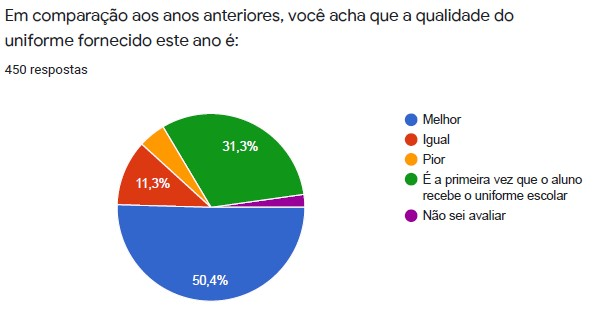 Em comparação aos anos anteriores, você acha que a qualidade do
uniforme fornecido este ano é:
450 respostas
31,3%
11,3%
50,4%
Melhor
Igual
Pior
É a primeira vez que o aluno
recebe o uniforme escolar
Não sei avaliar